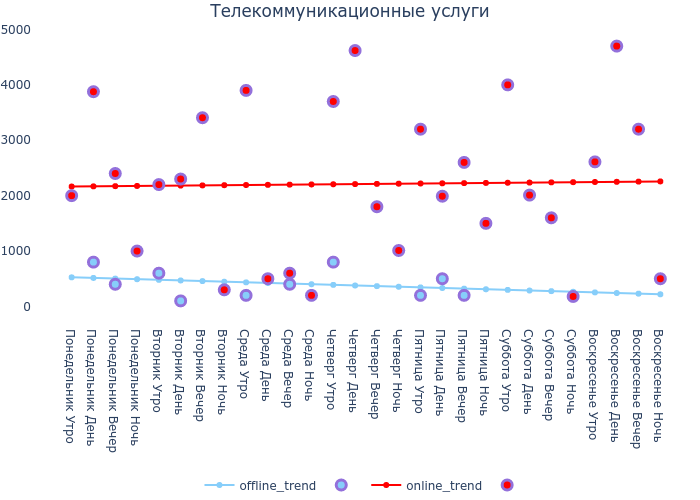 Телекоммуникационные услуги
5000
4000
3000
2000
1000
0
Понедельник Утро
Понедельник День
Понедельник Вечер
Понедельник Ночь
Вторник Утро
Вторник День
Вторник Вечер
Вторник Ночь
Среда Утро
Среда День
Среда Вечер
Среда Ночь
Четверг Утро
Четверг День
Четверг Вечер
Четверг Ночь
Пятница Утро
Пятница День
Пятница Вечер
Пятница Ночь
Суббота Утро
Суббота День
Суббота Вечер
Суббота Ночь
Воскресенье Утро
Воскресенье День
Воскресенье Вечер
Воскресенье Ночь
offline_trend
online_trend